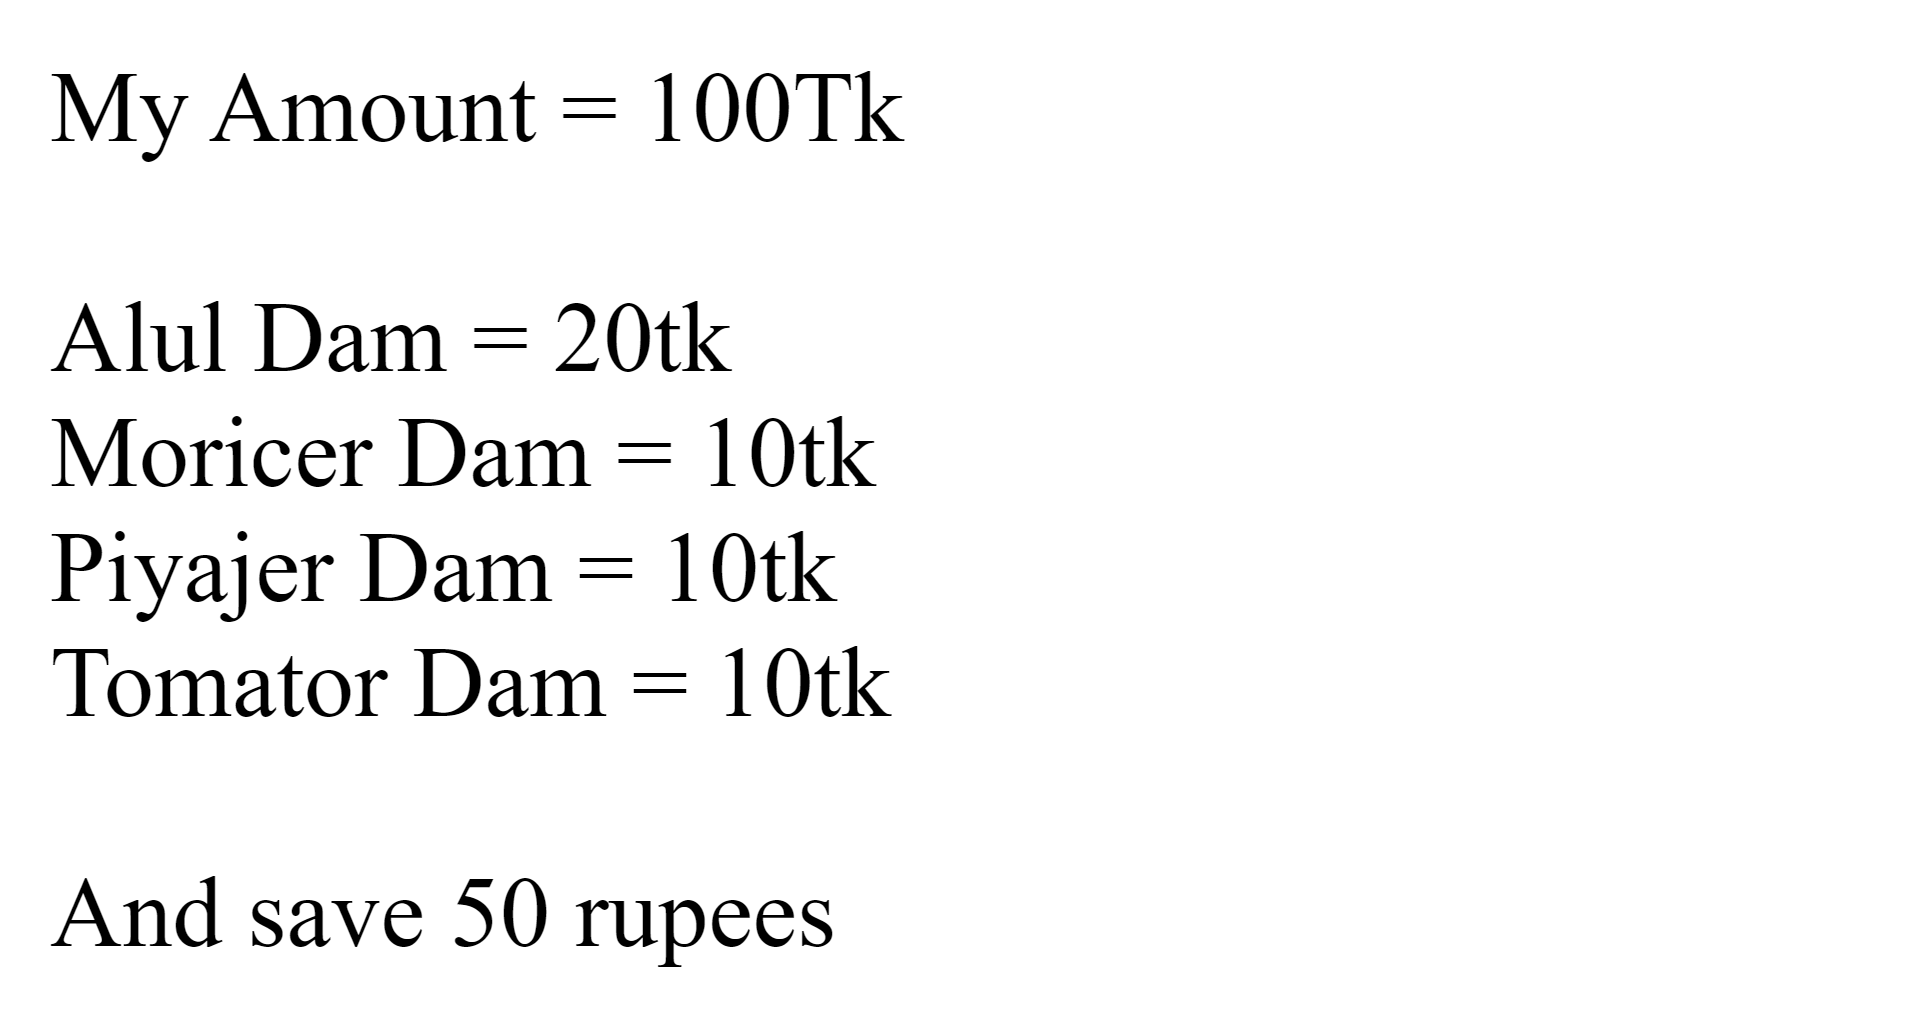 My Amount = 100Tk
Alul Dam = 20tk
Moricer Dam = 10tk
Piyajer Dam = 10tk
Tomator Dam = 10tk
And save 50 rupees